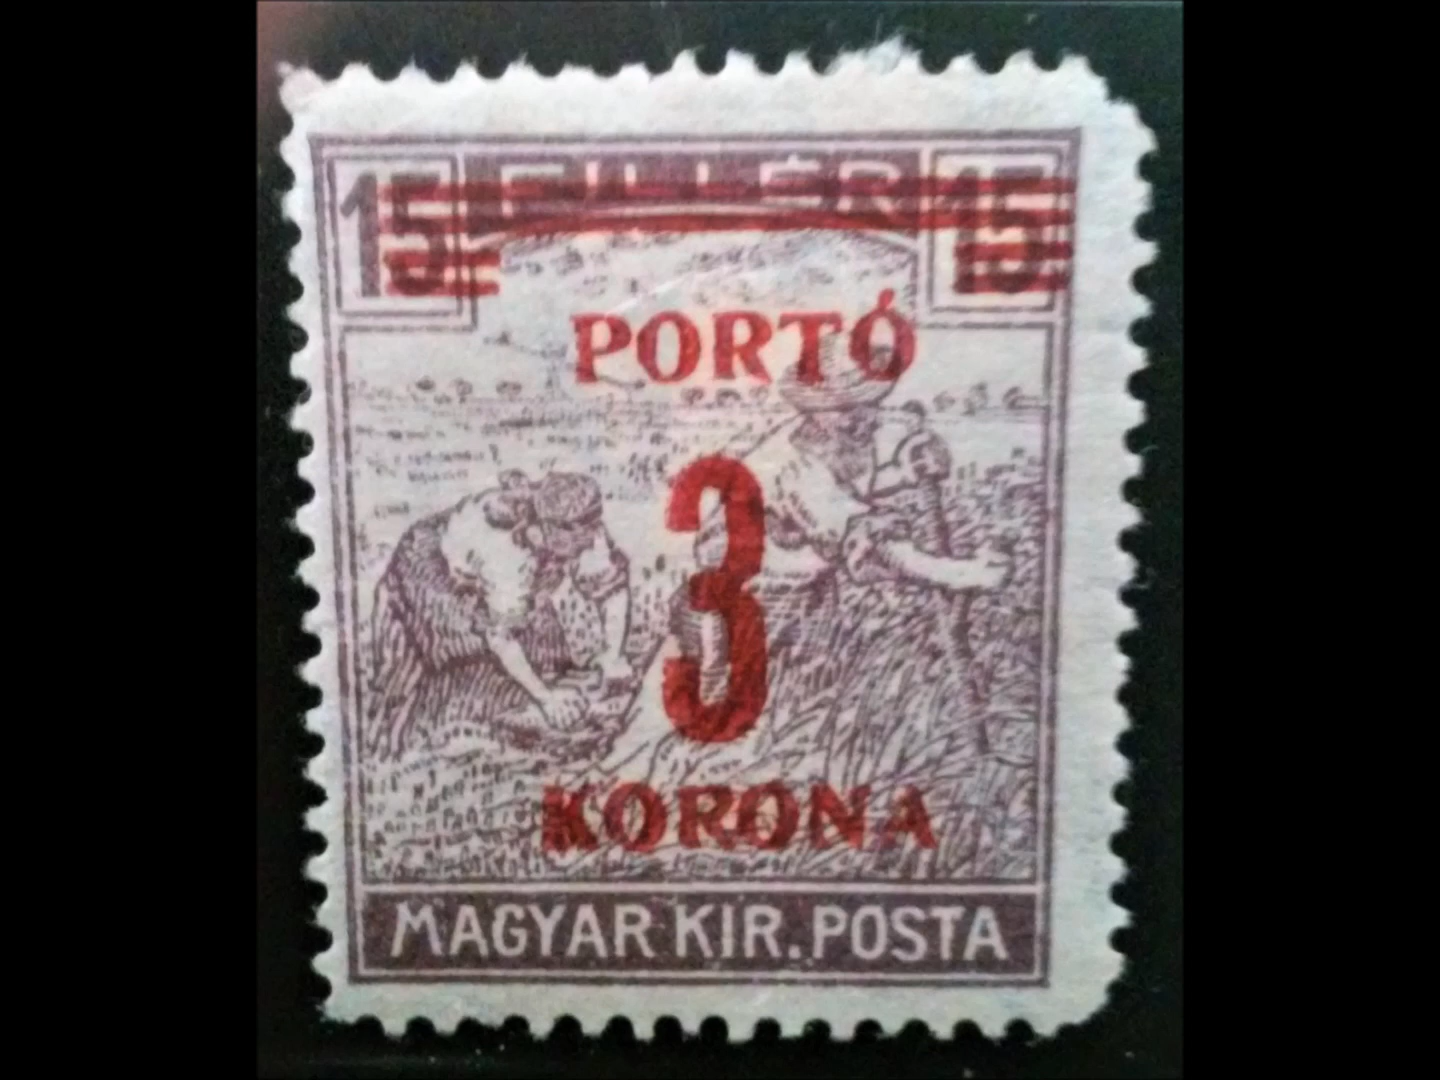 15 FILLÉR 15
PORTÓ
3
KORONA
MAGYAR KIR. POSTA